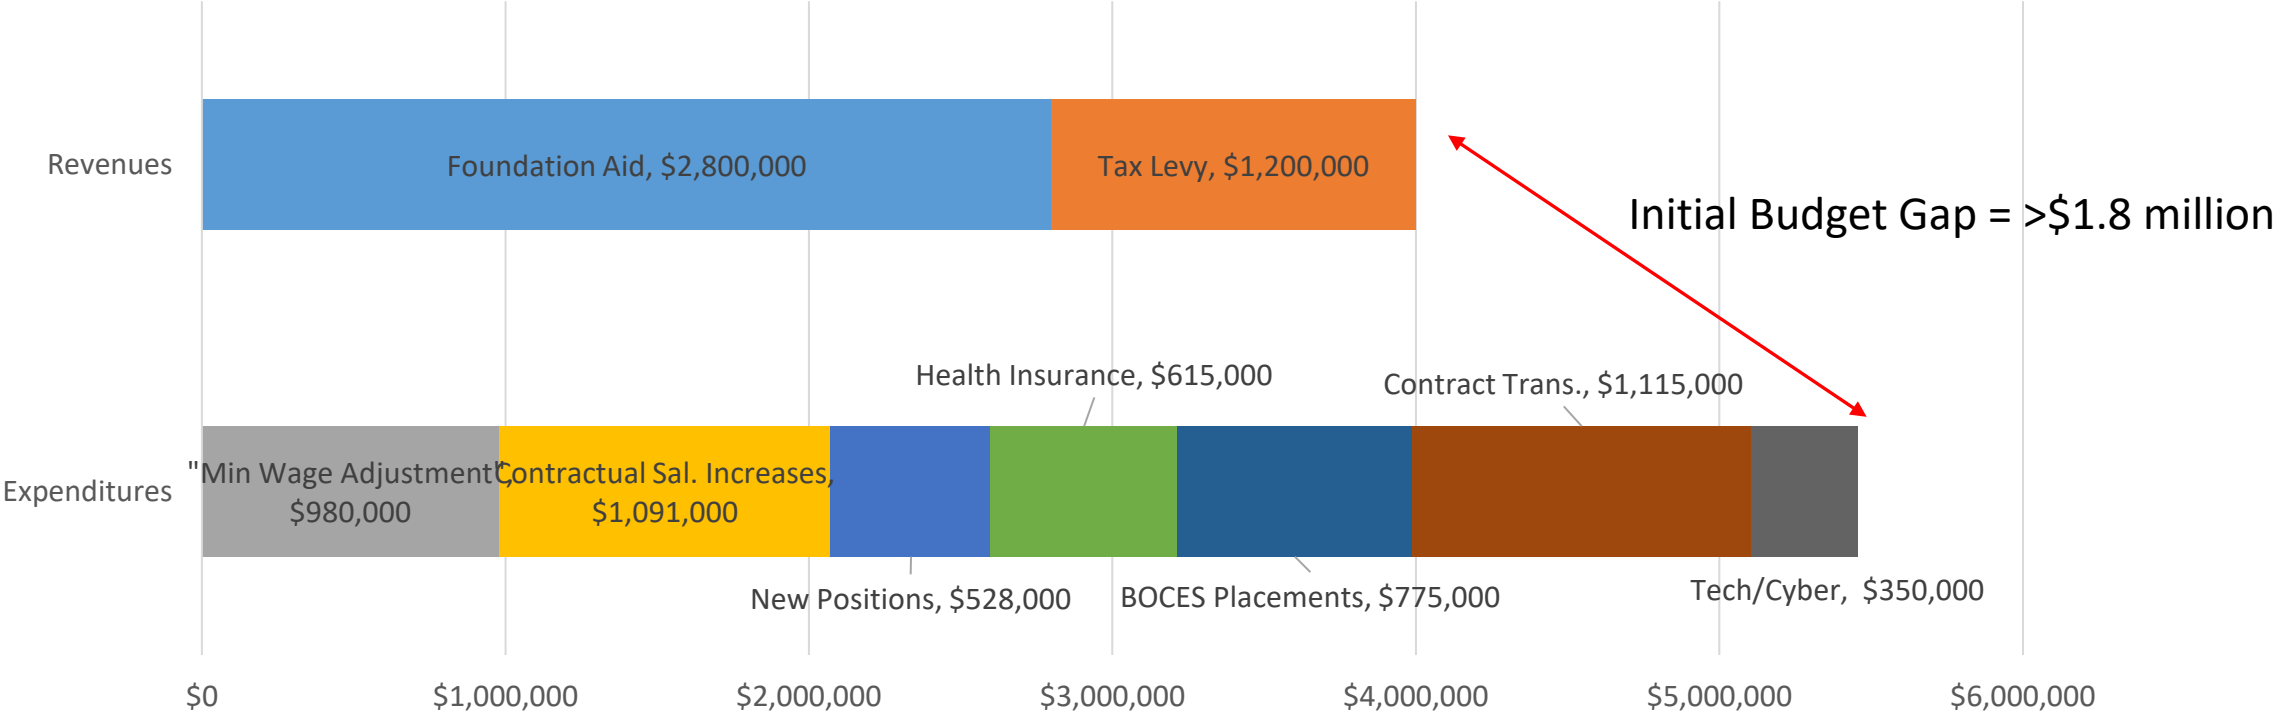 Revenues
Foundation Aid, $2,800,000
Tax Levy, $1,200,000
Initial Budget Gap = >$1.8 million
Health Insurance, $615,000
Contract Trans., $1,115,000
Expenditures
"Min Wage Adjustment",
$980,000
Contractual Sal. Increases,
$1,091,000
New Positions, $528,000
BOCES Placements, $775,000
Tech/Cyber,  $350,000
$0
$1,000,000
$2,000,000
$3,000,000
$4,000,000
$5,000,000
$6,000,000